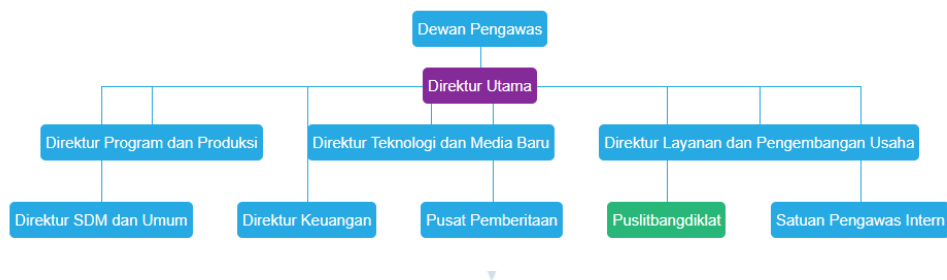 Dewan Pengawas
Direktur Utama
Direktur Program dan Produksi
Direktur Teknologi dan Media Baru
Direktur Layanan dan Pengembangan Usaha
Direktur SDM dan Umum
Direktur Keuangan
Pusat Pemberitaan
Puslitbangdiklat
Satuan Pengawas Intern